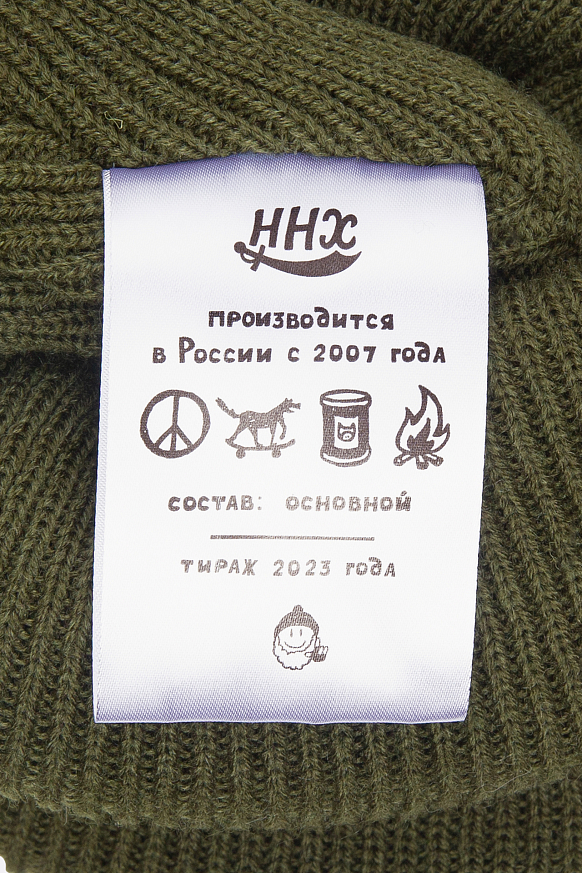 ННХ
ПРОИЗВОДИТСЯ
В РОССИИ С 2007 ГОДА
СОСТАВ: ОСНОВНОЙ
ТИРАЖ 2023 ГОДА